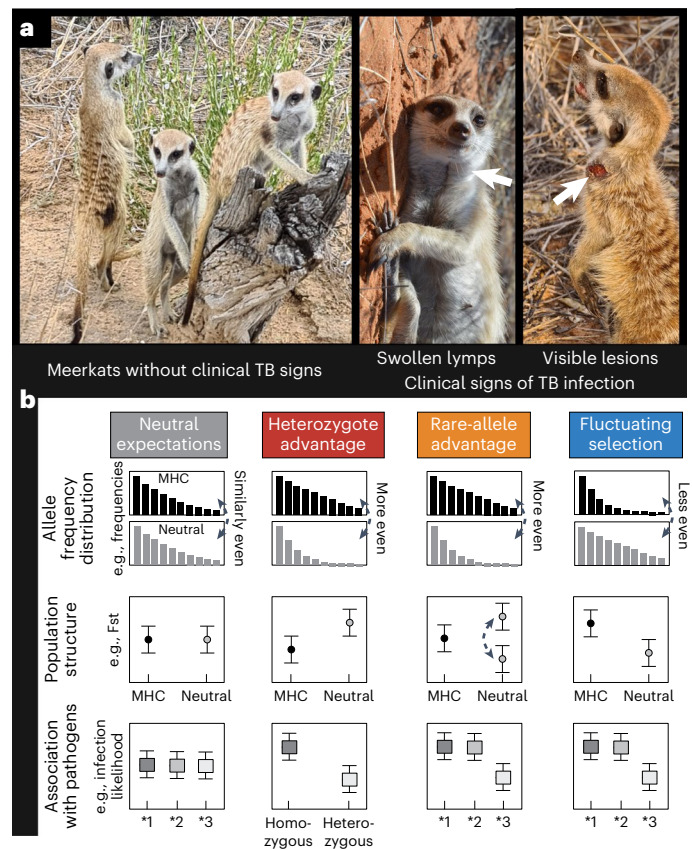 a
Meerkats without clinical TB signs
Swollen lymps
Visible lesions
Clinical signs of TB infection
b
Neutral
expectations
Heterozygote
advantage
Rare-allele
advantage
Fluctuating
selection
Allele
frequency
distribution
e.g., frequencies
MHC
Neutral
Similarly even
More even
More even
Less even
Population
structure
e.g., Fst
MHC Neutral
MHC Neutral
MHC Neutral
MHC Neutral
Association
with pathogens
e.g., infection
likelihood
*1 *2 *3
Homo-
zygous
Hetero-
zygous
*1 *2 *3
*1 *2 *3